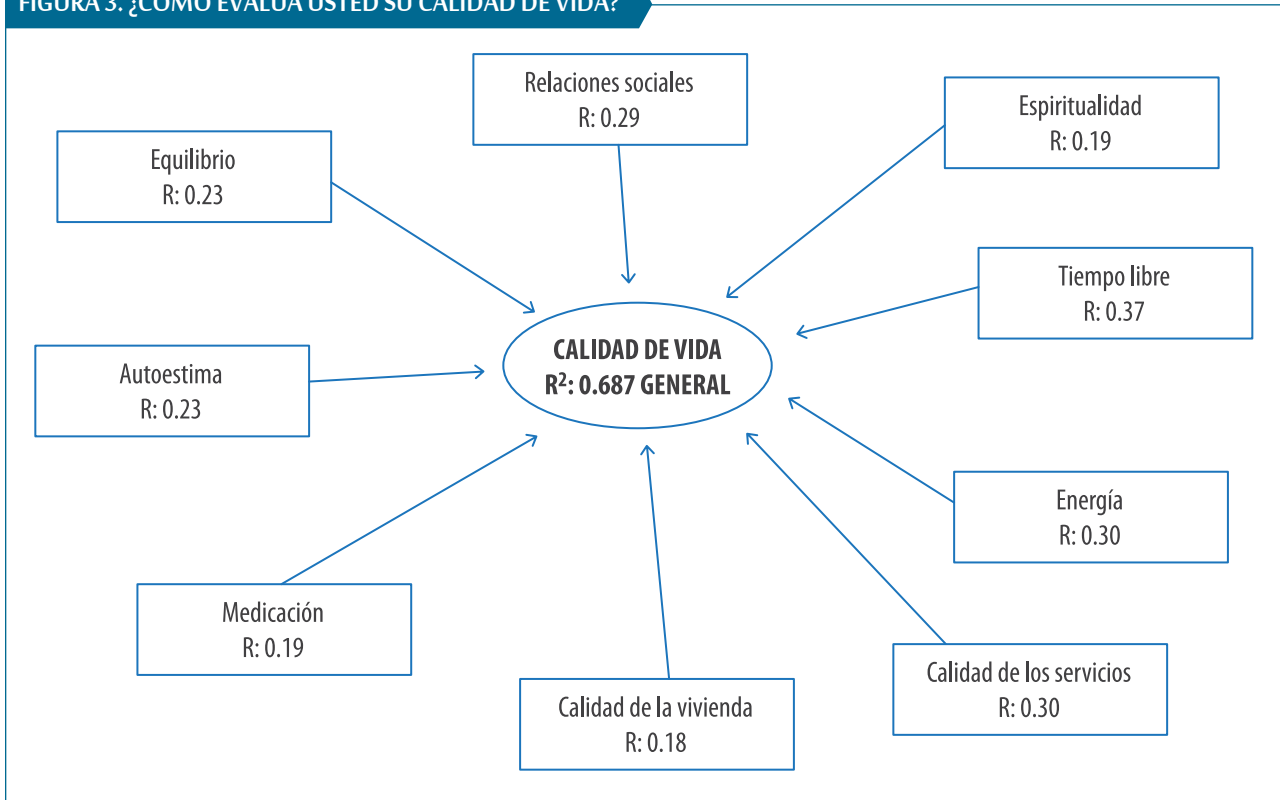 FIGURA 3. ¿CÓMO EVALÚA USTED SU CALIDAD DE VIDA?
Relaciones sociales
R: 0.29
Espiritualidad
R: 0.19
Equilibrio
R: 0.23
Tiempo libre
R: 0.37
CALIDAD DE VIDA
R²: 0.687 GENERAL
Autoestima
R: 0.23
Energía
R: 0.30
Medicación
R: 0.19
Calidad de los servicios
R: 0.30
Calidad de la vivienda
R: 0.18